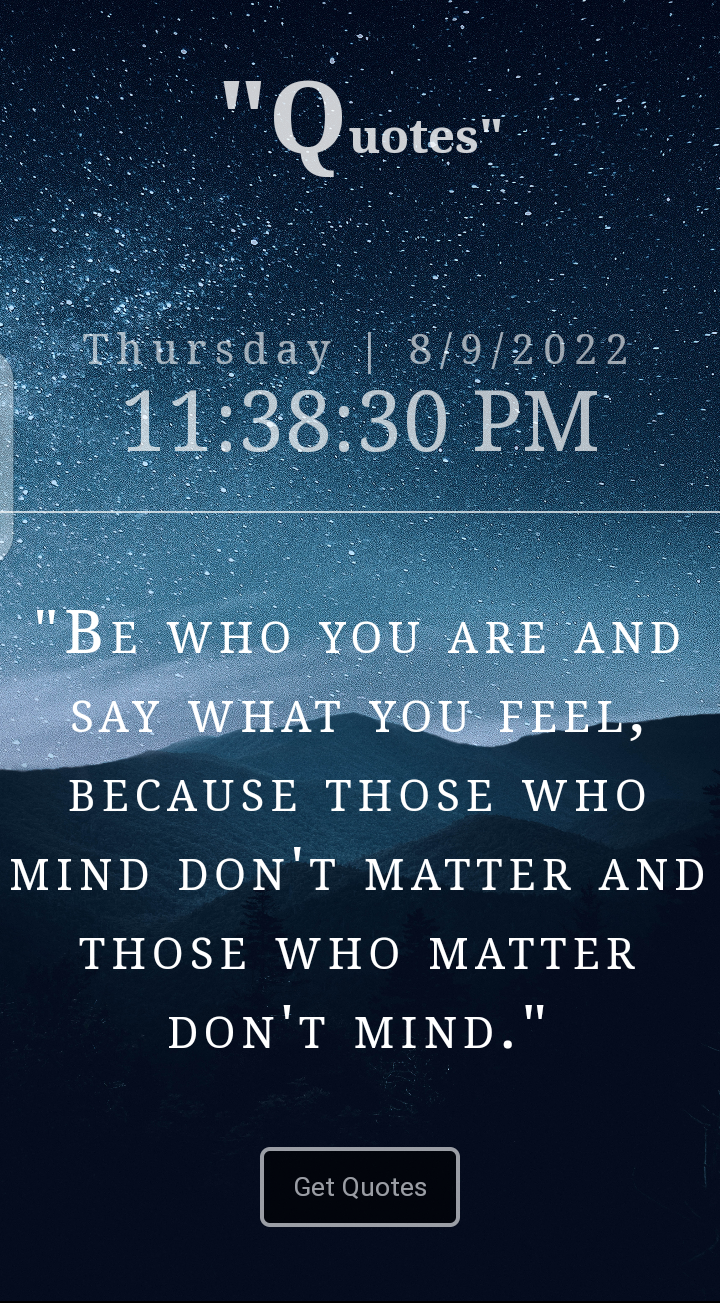 "Quotes"
Thursday | 8/9/2022
11:38:30 PM
"Be who you are and
say what you feel,
because those who
mind don't matter and
those who matter
don't mind."
Get Quotes